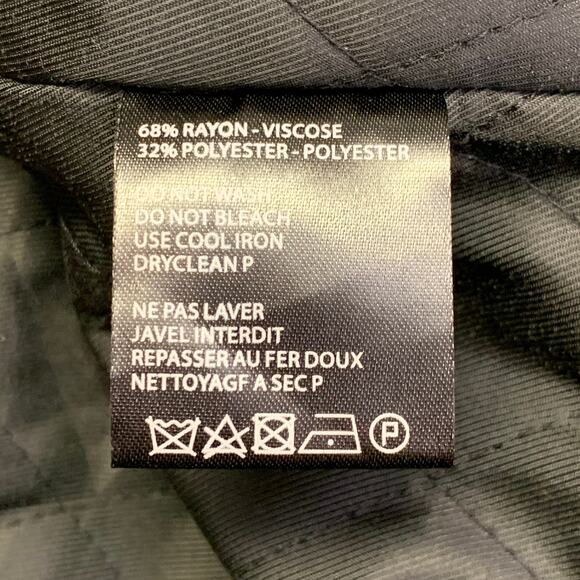 68% RAYON - VISCOSE
32% POLYESTER - POLYESTER
DO NOT WASH
DO NOT BLEACH
USE COOL IRON
DRYCLEAN P
NE PAS LAVER
JAVEL INTERDIT
REPASSER AU FER DOUX
NETTOYAGE A SEC P
P